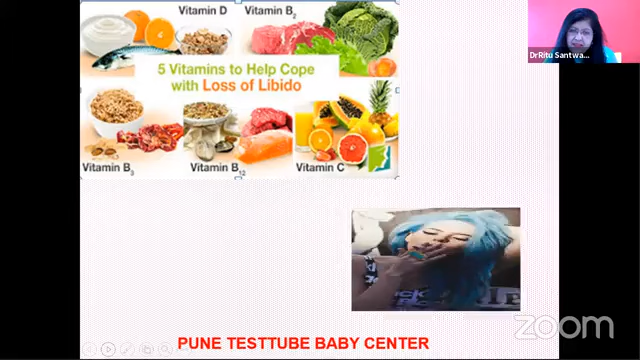 Vitamin D
Vitamin B2
5 Vitamins to Help Cope
with Loss of Libido
Vitamin B3
Vitamin B12
Vitamin C
DrRitu Santwa...
PUNE TESTTUBE BABY CENTER
zoom